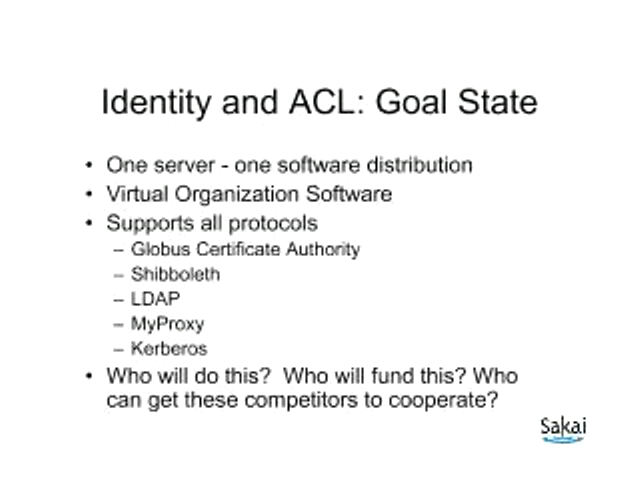 Identity and ACL: Goal State
• One server - one software distribution
• Virtual Organization Software
• Supports all protocols
– Globus Certificate Authority
– Shibboleth
– LDAP
– MyProxy
– Kerberos
• Who will do this?  Who will fund this? Who
can get these competitors to cooperate?
Sakai